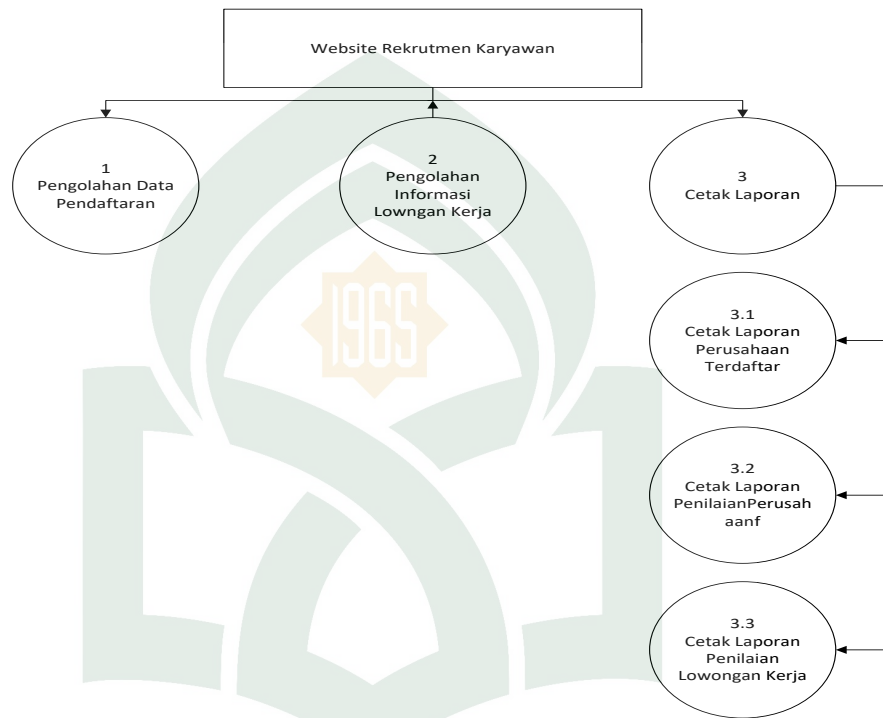 Website Rekrutmen Karyawan
1
Pengolahan Data
Pendaftaran
2
Pengolahan
Informasi
Lowngan Kerja
3
Cetak Laporan
1965
3.1
Cetak Laporan
Perusahaan
Terdaftar
3.2
Cetak Laporan
PenilaianPerusah
aanf
3.3
Cetak Laporan
Penilaian
Lowongan Kerja